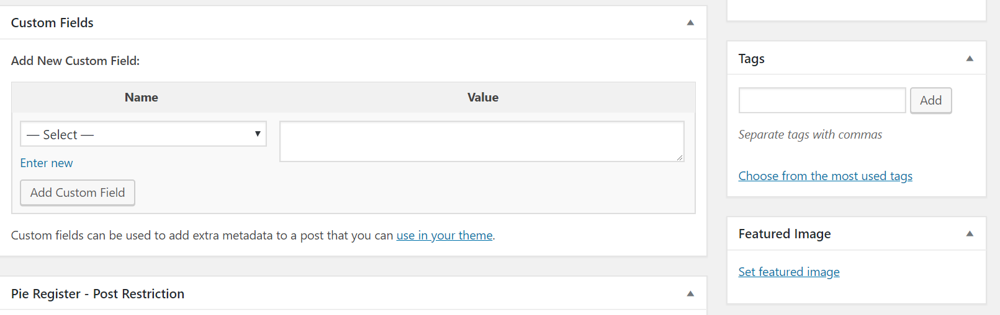 Custom Fields
Add New Custom Field:
Name Value
— Select —
Enter new
Add Custom Field
Custom fields can be used to add extra metadata to a post that you can use in your theme.
Pie Register - Post Restriction
Tags
Add
Separate tags with commas
Choose from the most used tags
Featured Image
Set featured image